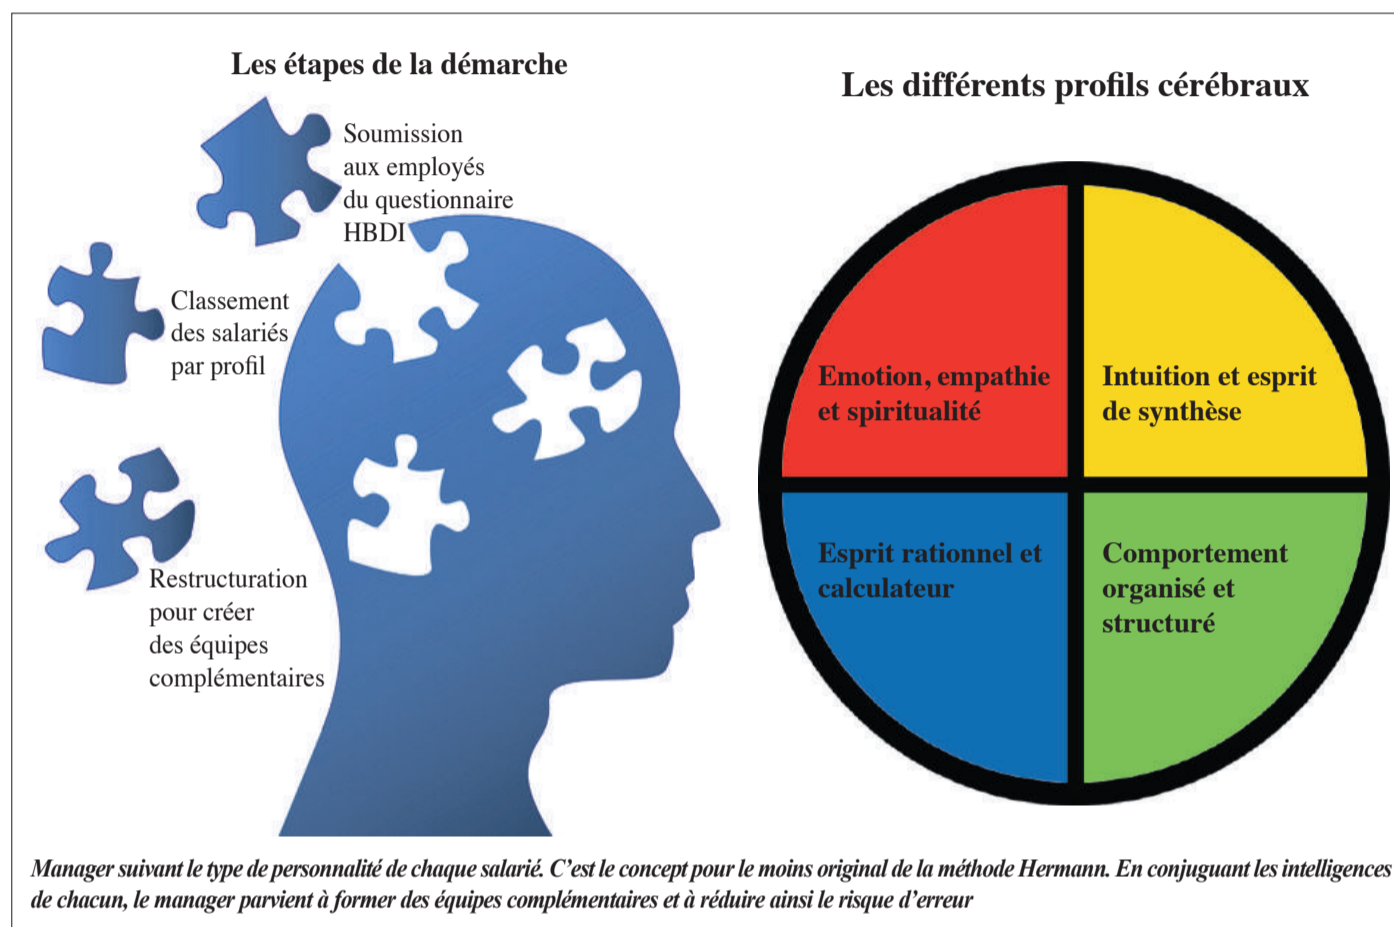 Les étapes de la démarche
Soumission
aux employés
du questionnaire
HBDI
Classement
des salariés
par profil
Restructuration
pour créer
des équipes
complémentaires
Les différents profils cérébraux
Emotion, empathie
et spiritualité
Intuition et esprit
de synthèse
Esprit rationnel et
calculateur
Comportement
organisé et
structuré
Manager suivant le type de personnalité de chaque salarié. C’est le concept pour le moins original de la méthode Hermann. En conjuguant les intelligences
de chacun, le manager parvient à former des équipes complémentaires et à réduire ainsi le risque d’erreur